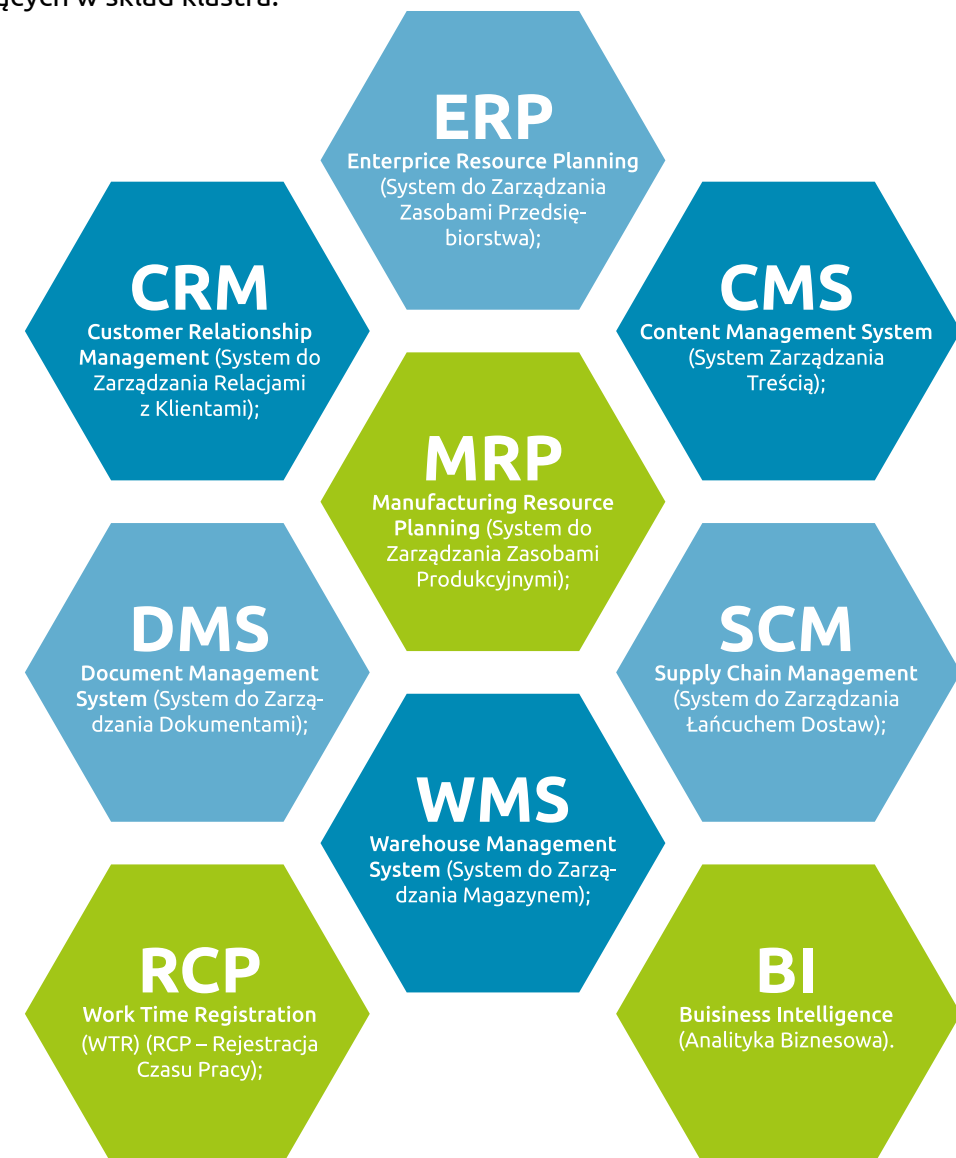 ących w skład klastra:
ERP
Enterprice Resource Planning
(System do Zarządzania
Zasobami Przedsię-
biorstwa);
CRM
Customer Relationship
Management (System do
Zarządzania Relacjami
z Klientami);
CMS
Content Management System
(System Zarządzania
Treścią);
MRP
Manufacturing Resource
Planning (System do
Zarządzania Zasobami
Produkcyjnymi);
DMS
Document Management
System (System do Zarzą-
dzania Dokumentami);
SCM
Supply Chain Management
(System do Zarządzania
Łańcuchem Dostaw);
WMS
Warehouse Management
System (System do Zarzą-
dzania Magazynem);
RCP
Work Time Registration
(WTR) (RCP – Rejestracja
Czasu Pracy);
BI
Buisiness Intelligence
(Analityka Biznesowa).